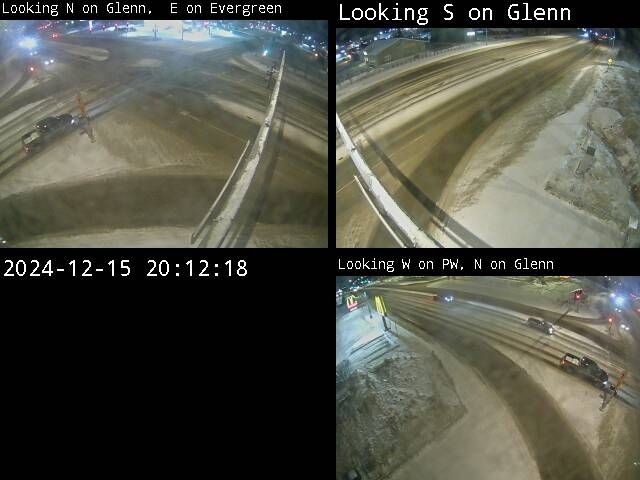 Looking N on Glenn,  E on Evergreen
Looking S on Glenn
2024-12-15 20:12:18
Looking W on PW, N on Glenn